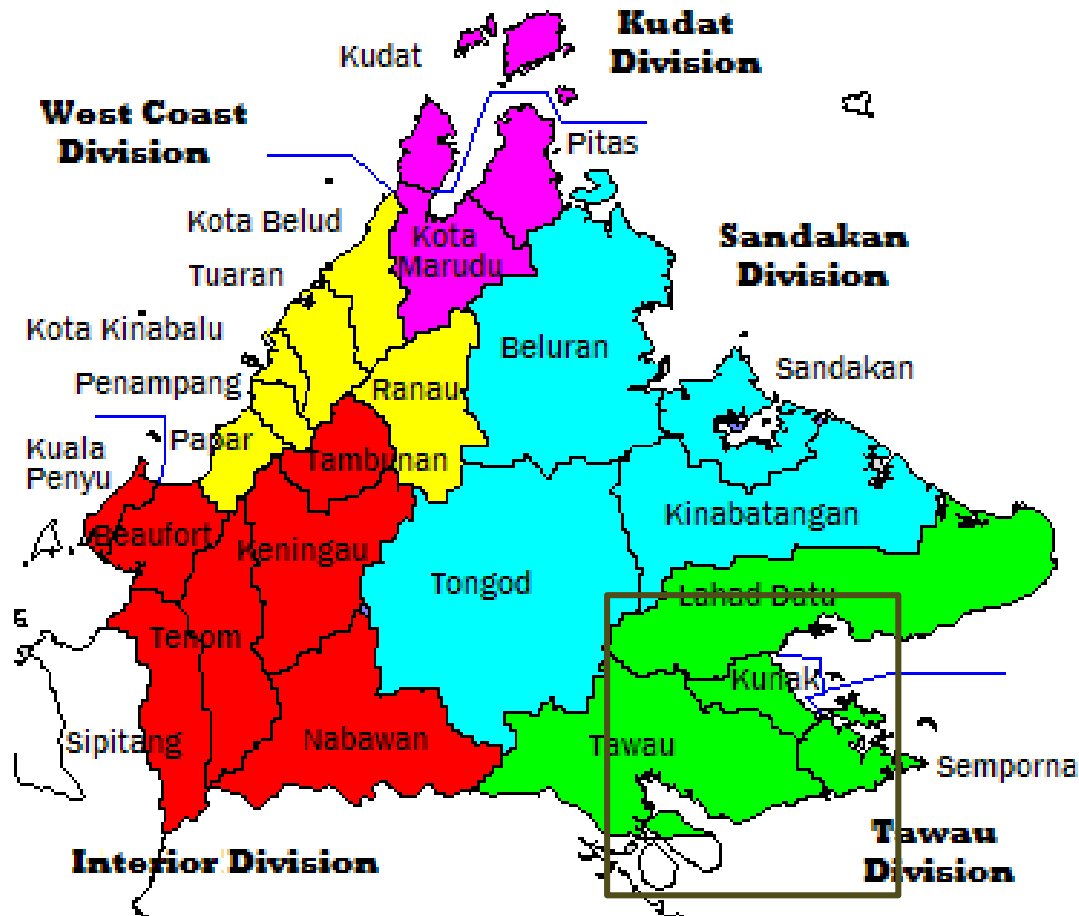 Kudat
Division
Kudat
West Coast
Division
Pitas
Kota Belud
Kota
Marudu
Sandakan
Division
Tuaran
Kota Kinabalu
Beluran
Sandakan
Penampang
Ranau
Papar
Kuala
Penyu
Tambunan
Kinabatangan
Beaufort
Keningau
Tongod
Lahad Datu
Tenom
Kunak
Sipitang
Nabawan
Tawau
Semporna
Tawau
Division
Interior Division